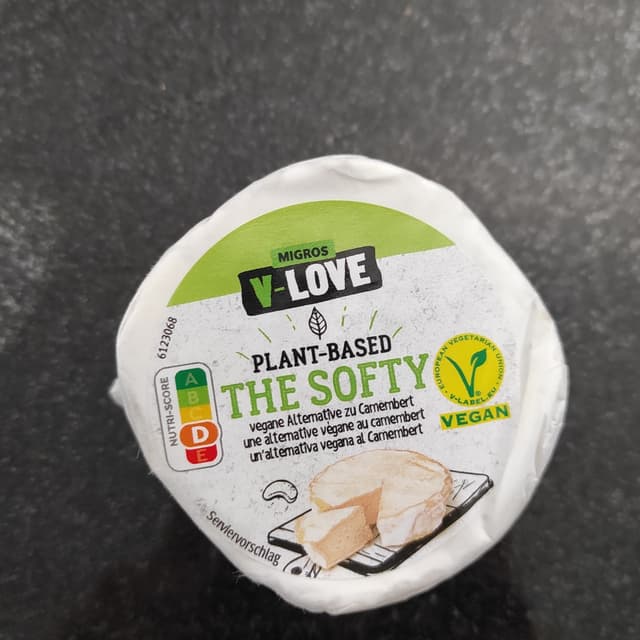 MIGROS
V-LOVE
PLANT-BASED
THE SOFTY
vegane Alternative zu Camembert
une alternative végane au camembert
un'alternativa vegana al Camembert
6123068
NUTRI-SCORE
A
B
C
D
E
EUROPEAN VEGETARIAN UNION
V-LABEL.EU
VEGAN
Serviervorschlag